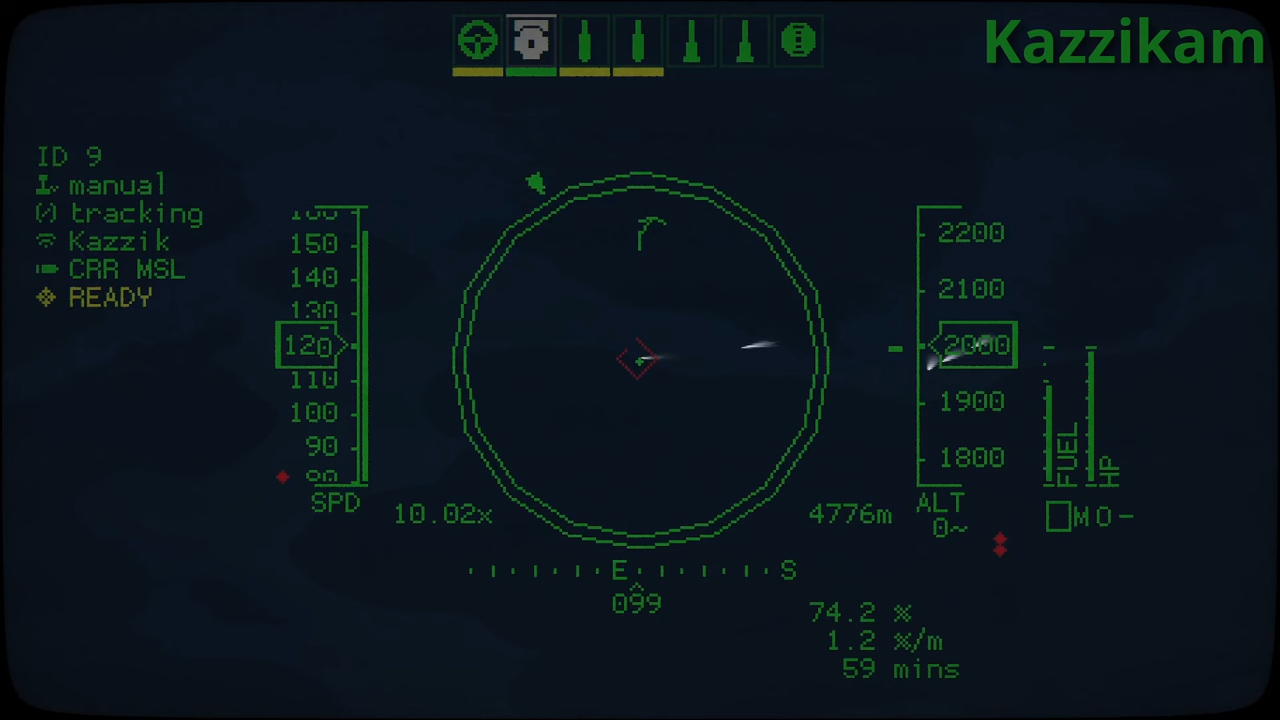 Kazzikam
ID 9
manual
tracking
Kazzik
CRR MSL
READY
150
140
130
120
110
100
90
SPD
2200
2100
2000
1900
1800
ALT
0~
FUEL
HP
M O -
10.02x
4776m
E S
099
74.2 %
1.2 %/m
59 mins